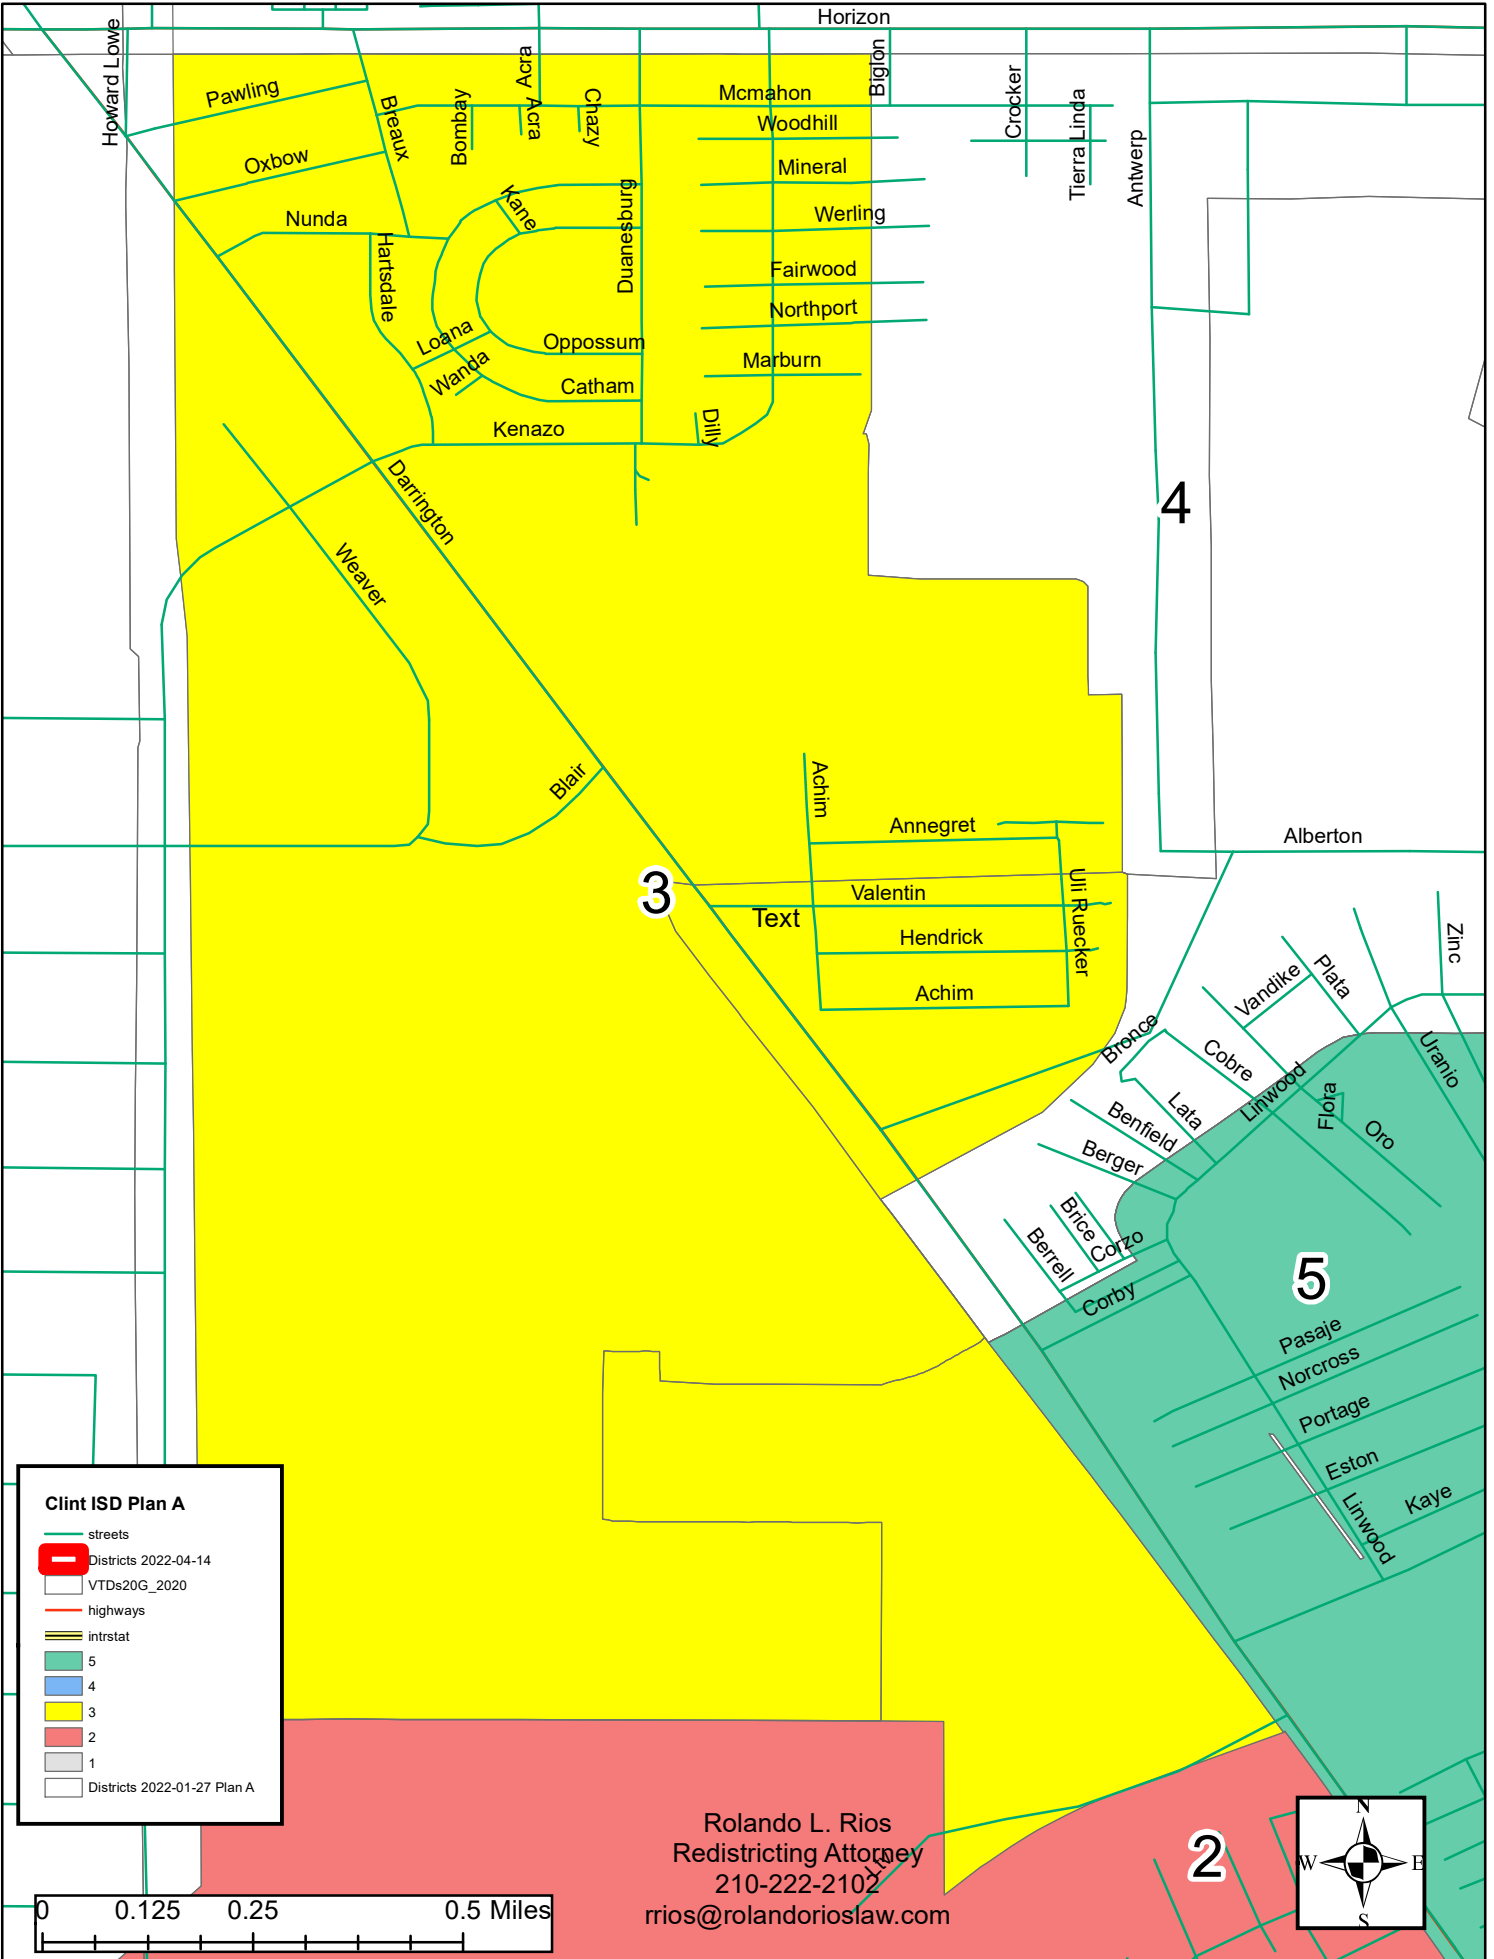 Horizon
Howard Lowe
Pawling
Breaux
Acra
Acra
Bombay
Chazy
Mcmahon
Biglon
Crocker
Tierra Linda
Antwerp
Woodhill
Oxbow
Mineral
Kane
Duanesburg
Nunda
Hartsdale
Werling
Fairwood
Northport
Loana
Oppossum
Marburn
Wanda
Catham
Kenazo
Dilly
Darrington
4
Weaver
Blair
Achim
Annegret
Alberton
3
Valentin
Text
Uli Ruecker
Hendrick
Achim
Zinc
Plata
Vandike
Bronce
Cobre
Uranio
Linwood
Flora
Lata
Benfield
Oro
Berger
Brice
Berrell
Corzo
5
Corby
Pasaje
Norcross
Portage
Eston
Kaye
Linwood
Clint ISD Plan A
streets
Districts 2022-04-14
VTDs20G_2020
highways
intrstat
5
4
3
2
1
Districts 2022-01-27 Plan A
Rolando L. Rios
Redistricting Attorney
210-222-2102
rrios@rolandorioslaw.com
2
N
W E
S
0 0.125 0.25 0.5 Miles